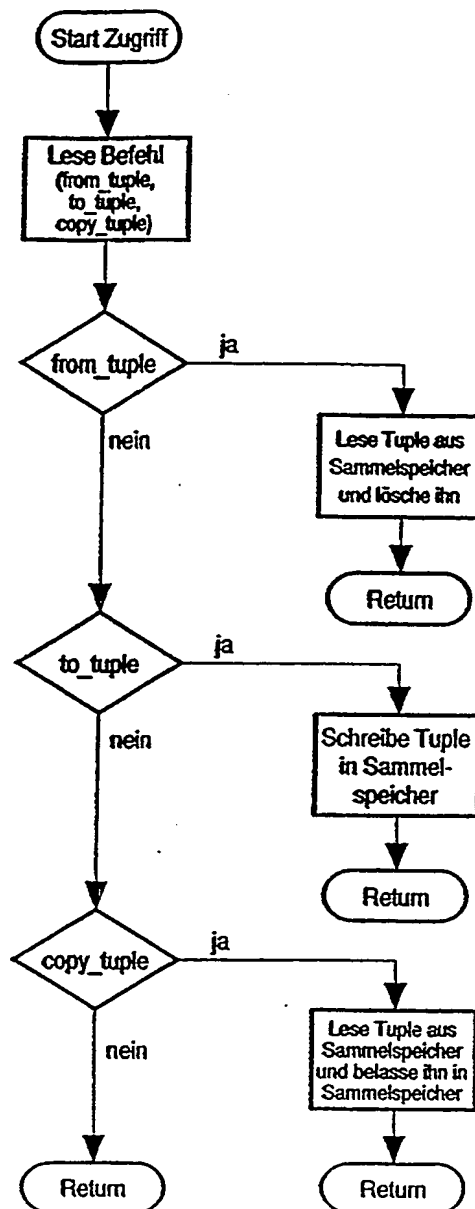 Start Zugriff
Lese Befehl
(from_tuple,
to_tuple,
copy_tuple)
from_tuple
ja
nein
Lese Tuple aus
Sammelspeicher
und lösche ihn
Return
to_tuple
ja
nein
Schreibe Tuple
in Sammel-
speicher
Return
copy_tuple
ja
nein
Lese Tuple aus
Sammelspeicher
und belasse ihn in
Sammelspeicher
Return
Return